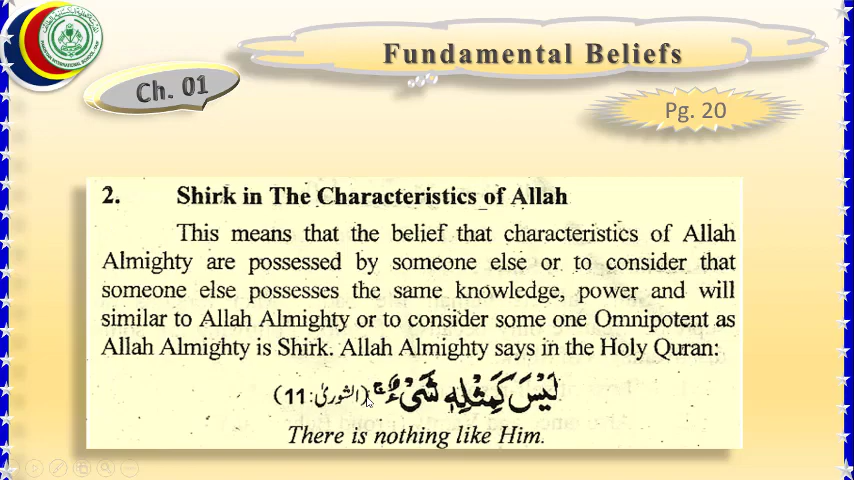 Fundamental Beliefs
Ch. 01
Pg. 20
2. Shirk in The Characteristics of Allah
This means that the belief that characteristics of Allah
Almighty are possessed by someone else or to consider that
someone else possesses the same knowledge, power and will
similar to Allah Almighty or to consider some one Omnipotent as
Allah Almighty is Shirk. Allah Almighty says in the Holy Quran:
لَيْسَ كَمِثْلِهٖ شَيْءٌ ۚ (الشوریٰ: 11)
There is nothing like Him.